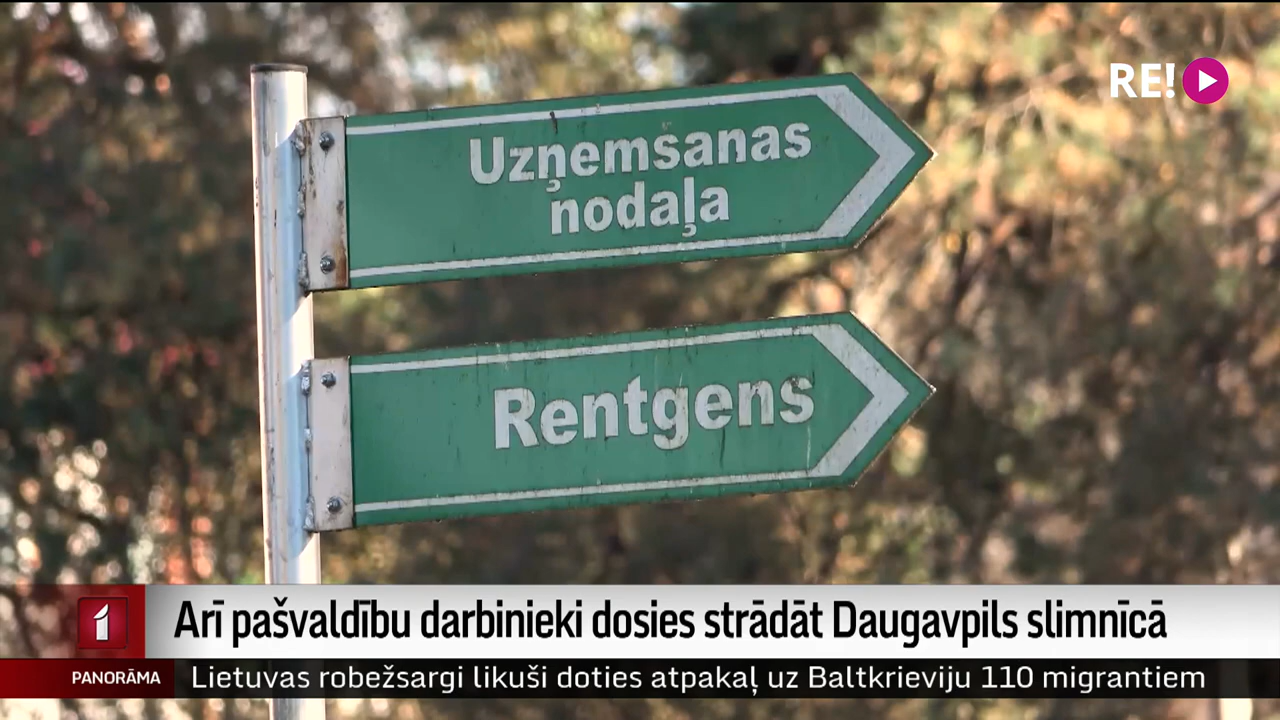 RE!
Uzņemšanas
nodaļa
Rentgens
1
Arī pašvaldību darbinieki dosies strādāt Daugavpils slimnīcā
PANORĀMA
Lietuvas robežsargi likuši doties atpakaļ uz Baltkrieviju 110 migrantiem